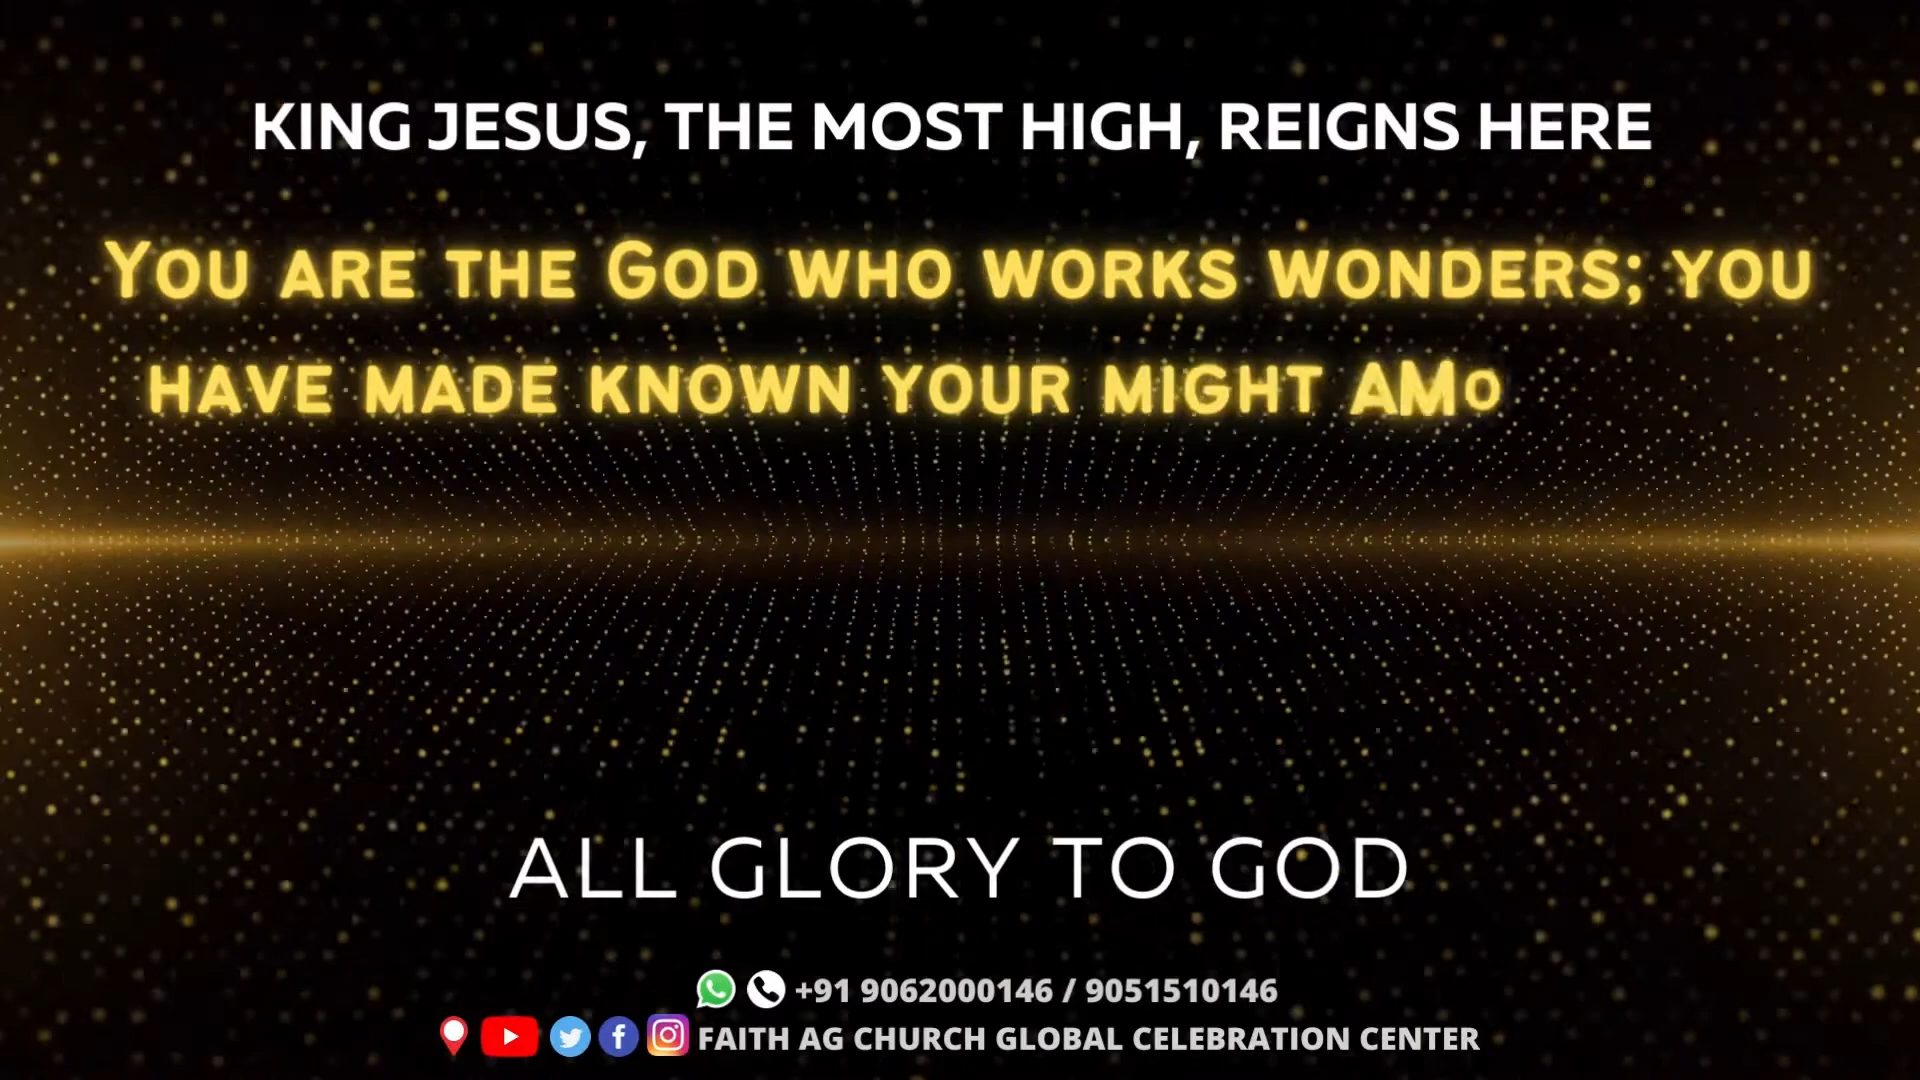 KING JESUS, THE MOST HIGH, REIGNS HERE
YOU ARE THE GOD WHO WORKS WONDERS; YOU
HAVE MADE KNOWN YOUR MIGHT AMO
ALL GLORY TO GOD
+91 9062000146 / 9051510146
FAITH AG CHURCH GLOBAL CELEBRATION CENTER